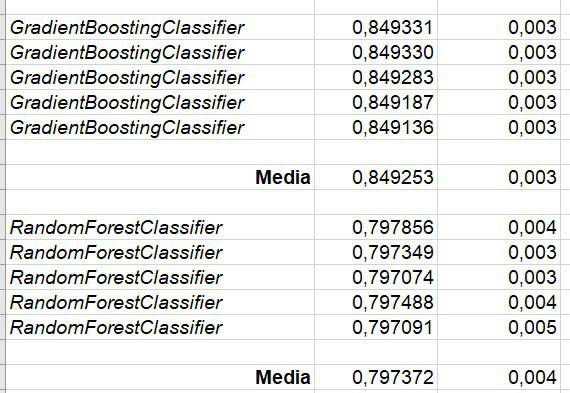 GradientBoostingClassifier 0,849331 0,003
GradientBoostingClassifier 0,849330 0,003
GradientBoostingClassifier 0,849283 0,003
GradientBoostingClassifier 0,849187 0,003
GradientBoostingClassifier 0,849136 0,003
Media 0,849253 0,003
RandomForestClassifier 0,797856 0,004
RandomForestClassifier 0,797349 0,003
RandomForestClassifier 0,797074 0,003
RandomForestClassifier 0,797488 0,004
RandomForestClassifier 0,797091 0,005
Media 0,797372 0,004